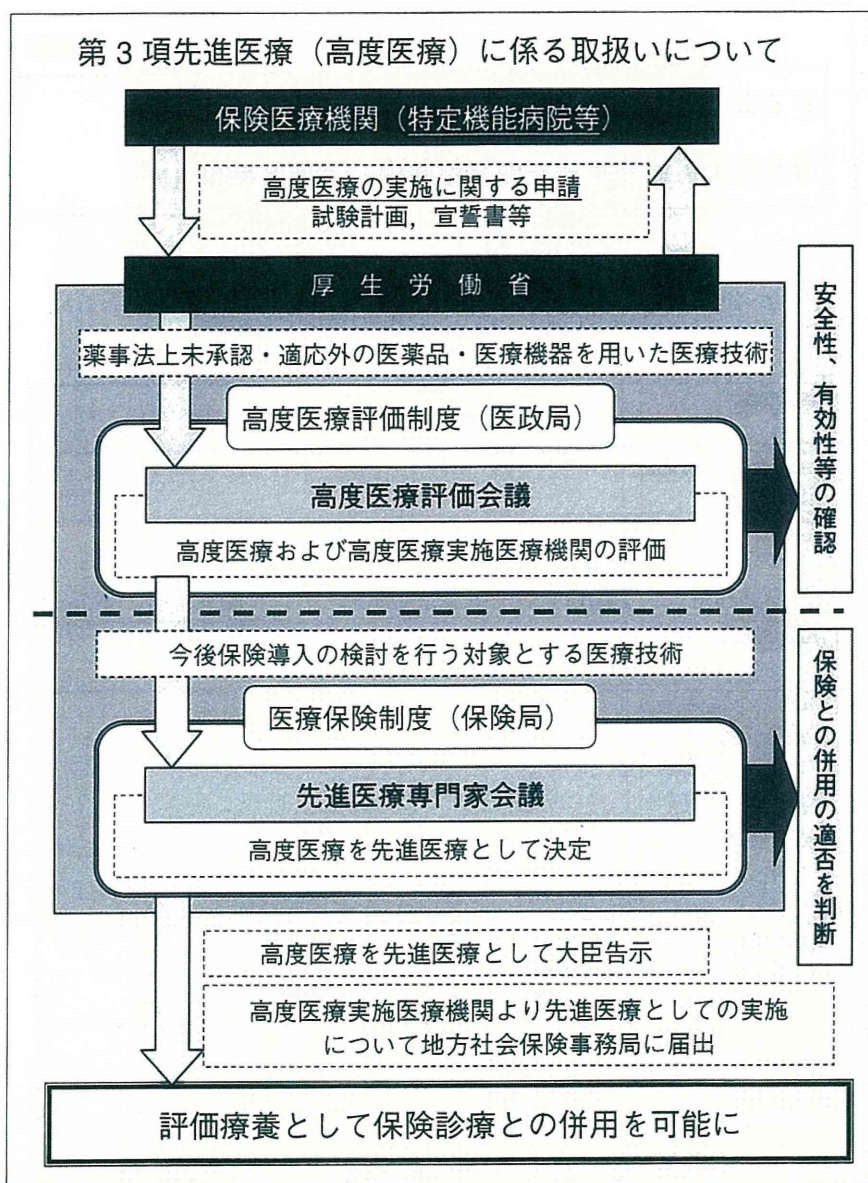 第3項先進医療（高度医療）に係る取扱いについて
保険医療機関（特定機能病院等）
高度医療の実施に関する申請
試験計画，宣誓書等
厚生労働省
薬事法上未承認・適応外の医薬品・医療機器を用いた医療技術
高度医療評価制度（医政局）
高度医療評価会議
高度医療および高度医療実施医療機関の評価
安全性、有効性等の確認
今後保険導入の検討を行う対象とする医療技術
医療保険制度（保険局）
先進医療専門家会議
高度医療を先進医療として決定
保険との併用の適否を判断
高度医療を先進医療として大臣告示
高度医療実施医療機関より先進医療としての実施
について地方社会保険事務局に届出
評価療養として保険診療との併用を可能に